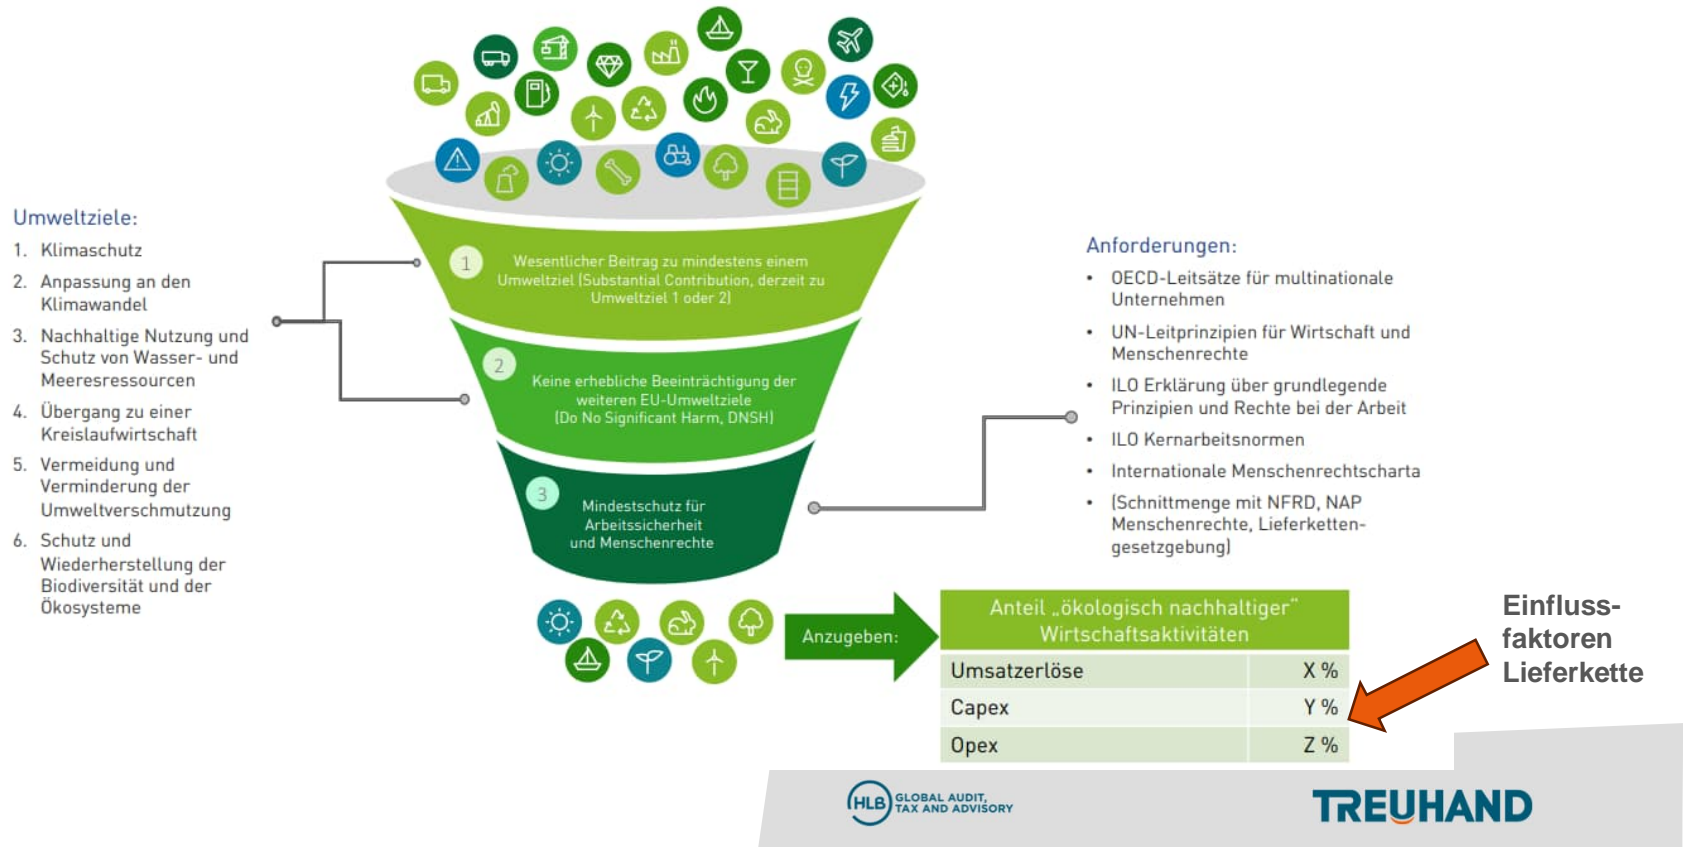 Umweltziele:
1. Klimaschutz
2. Anpassung an den
Klimawandel
3. Nachhaltige Nutzung und
Schutz von Wasser- und
Meeresressourcen
4. Übergang zu einer
Kreislaufwirtschaft
5. Vermeidung und
Verminderung der
Umweltverschmutzung
6. Schutz und
Wiederherstellung der
Biodiversität und der
Ökosysteme
1
Wesentlicher Beitrag zu mindestens einem
Umweltziel (Substantial Contribution, derzeit zu
Umweltziel 1 oder 2)
2
Keine erhebliche Beeinträchtigung der
weiteren EU-Umweltziele
(Do No Significant Harm, DNSH)
3
Mindestschutz für
Arbeitssicherheit
und Menschenrechte
Anforderungen:
• OECD-Leitsätze für multinationale
Unternehmen
• UN-Leitprinzipien für Wirtschaft und
Menschenrechte
• ILO Erklärung über grundlegende
Prinzipien und Rechte bei der Arbeit
• ILO Kernarbeitsnormen
• Internationale Menschenrechtscharta
• (Schnittmenge mit NFRD, NAP
Menschenrechte, Lieferketten-
gesetzgebung)
Anzugeben:
Anteil „ökologisch nachhaltiger“
Wirtschaftsaktivitäten
Umsatzerlöse X %
Capex Y %
Opex Z %
Einfluss-
faktoren
Lieferkette
HLB GLOBAL AUDIT,
TAX AND ADVISORY
TREUHAND